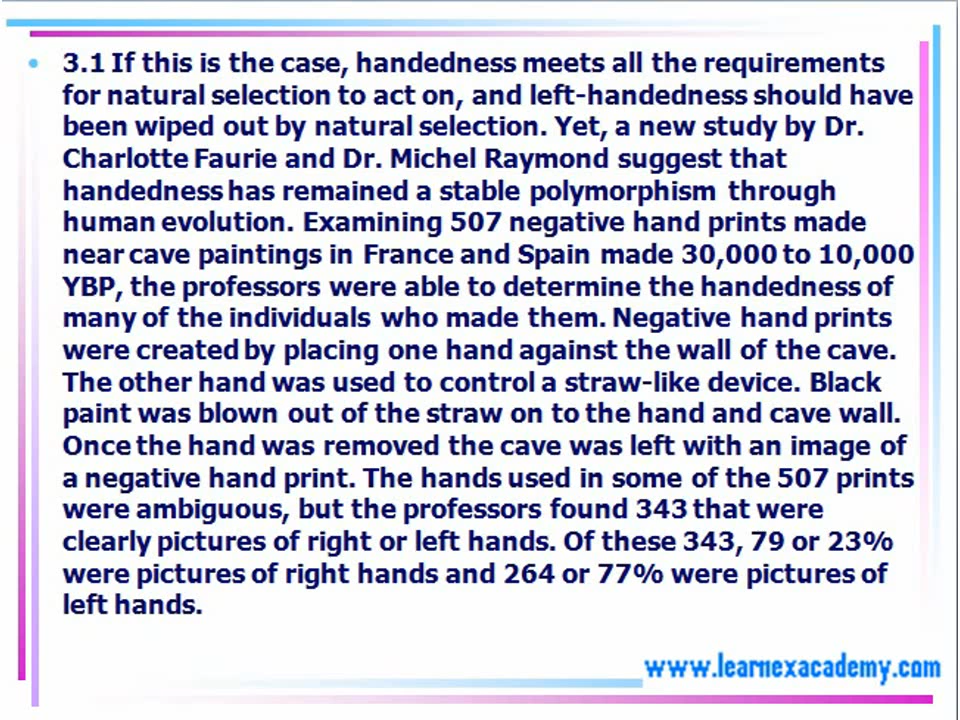 • 3.1 If this is the case, handedness meets all the requirements
for natural selection to act on, and left-handedness should have
been wiped out by natural selection. Yet, a new study by Dr.
Charlotte Faurie and Dr. Michel Raymond suggest that
handedness has remained a stable polymorphism through
human evolution. Examining 507 negative hand prints made
near cave paintings in France and Spain made 30,000 to 10,000
YBP, the professors were able to determine the handedness of
many of the individuals who made them. Negative hand prints
were created by placing one hand against the wall of the cave.
The other hand was used to control a straw-like device. Black
paint was blown out of the straw on to the hand and cave wall.
Once the hand was removed the cave was left with an image of
a negative hand print. The hands used in some of the 507 prints
were ambiguous, but the professors found 343 that were
clearly pictures of right or left hands. Of these 343, 79 or 23%
were pictures of right hands and 264 or 77% were pictures of
left hands.
www.learnexacademy.com